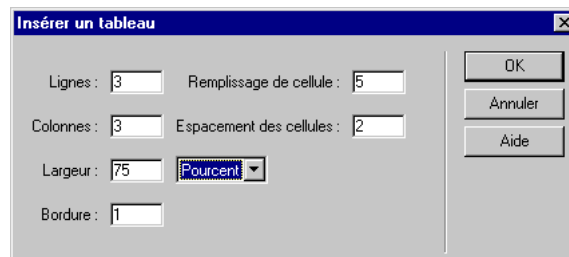 Insérer un tableau
Lignes : 3 Remplissage de cellule : 5
Colonnes : 3 Espacement des cellules : 2
Largeur : 75 Pourcent
Bordure : 1
OK
Annuler
Aide